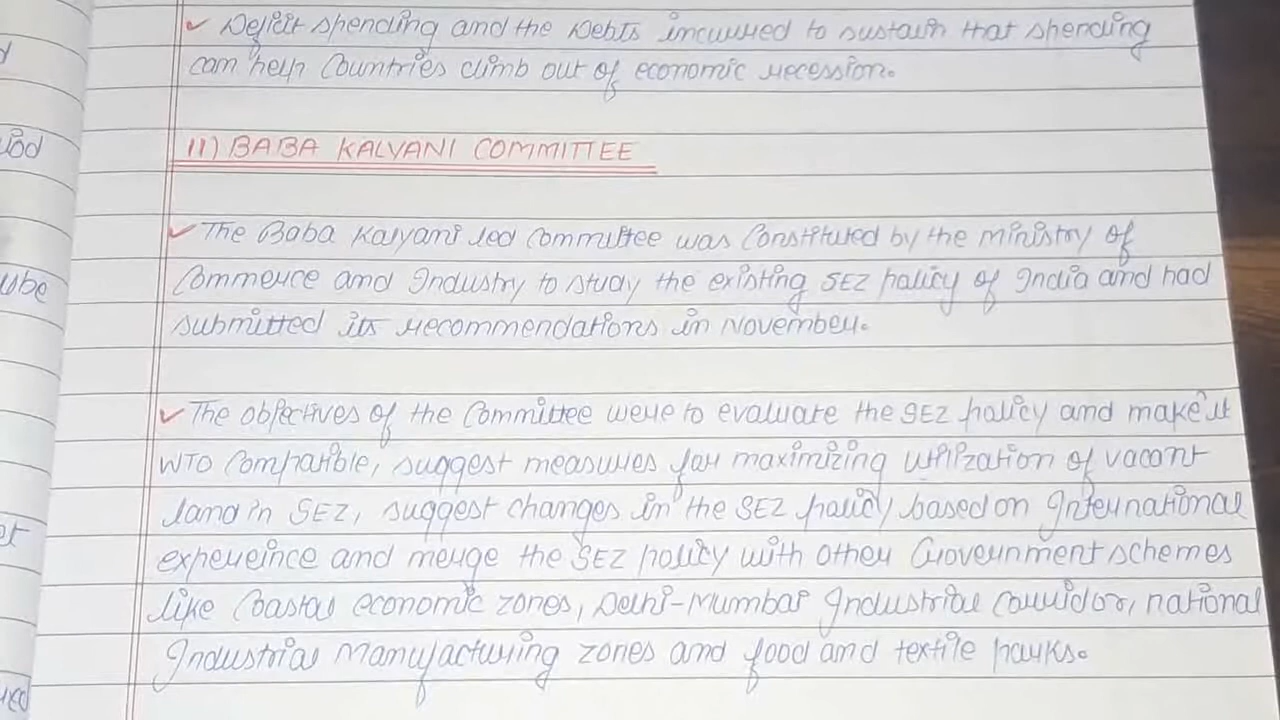 ✓ Deficit spending and the Debts incurred to sustain that spending
can help Countries climb out of economic recession.
11) BABA KALYANI COMMITTEE
✓ The Baba Kalyani led Committee was Constituted by the ministry of
Commerce and Industry to study the existing SEZ policy of India and had
submitted its recommendations in November.
✓ The objectives of the Committee were to evaluate the SEZ policy and make it
WTO Compatible, suggest measures for maximizing utilization of vacant
land in SEZ, suggest changes in the SEZ policy based on International
expereince and merge the SEZ policy with other Government schemes
like Coastal economic zones, Delhi-Mumbai Industrial Corridor, national
Industrial Manufacturing zones and food and textile parks.